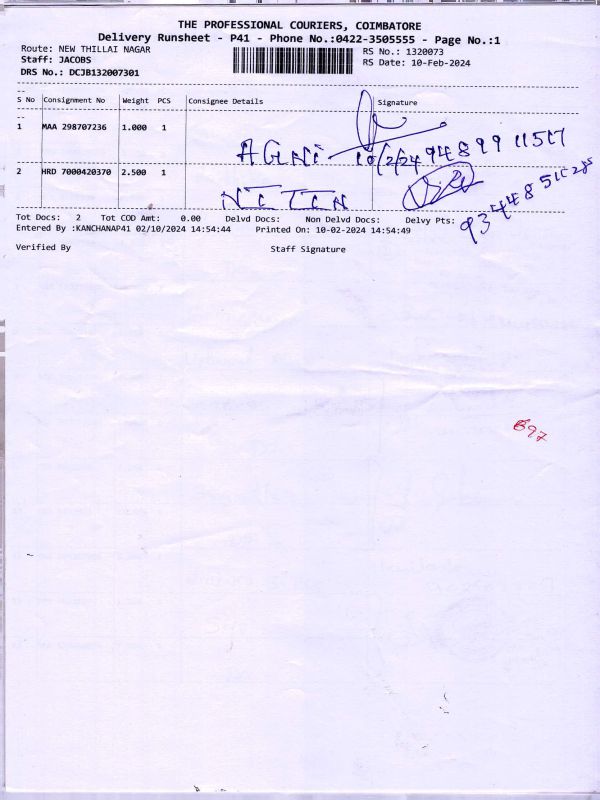 THE PROFESSIONAL COURIERS, COIMBATORE
Delivery Runsheet - P41 - Phone No.:0422-3505555 - Page No.:1
Route: NEW THILLAI NAGAR
RS No.: 1320073
Staff: JACOBS
RS Date: 10-Feb-2024
DRS No.: DCJB132007301
S No Consignment No Weight PCS Consignee Details Signature
1 MAA 298707236 1.000 1
AGNi 10/2/24 9489911517
2 HRD 7000420370 2.500 1
NITIN
Tot Docs: 2 Tot COD Amt: 0.00 Delvd Docs: Non Delvd Docs: Delvy Pts:
Entered By :KANCHANAP41 02/10/2024 14:54:44 Printed On: 10-02-2024 14:54:49
Verified By Staff Signature
697